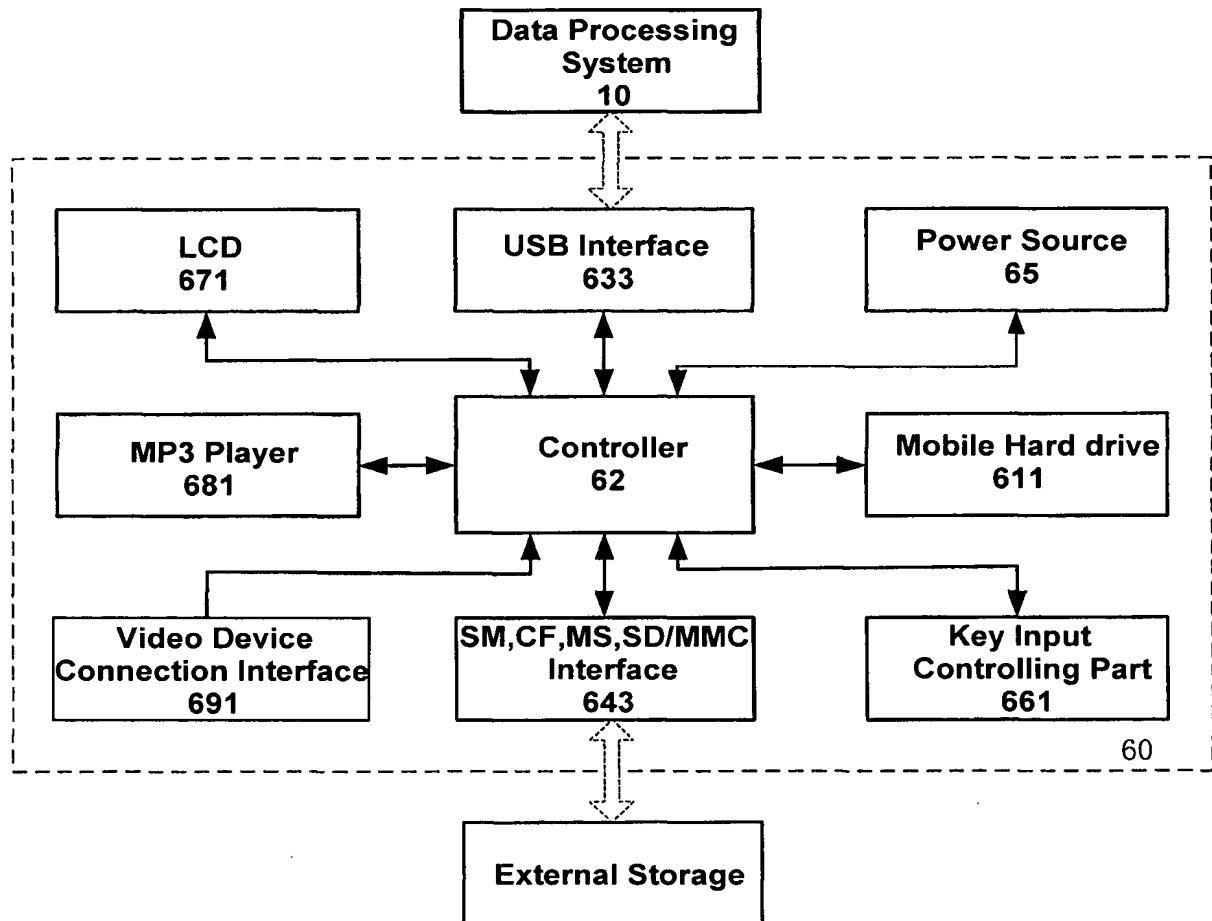 Data Processing
System
10
LCD
671
USB Interface
633
Power Source
65
MP3 Player
681
Controller
62
Mobile Hard drive
611
Video Device
Connection Interface
691
SM,CF,MS,SD/MMC
Interface
643
Key Input
Controlling Part
661
60
External Storage